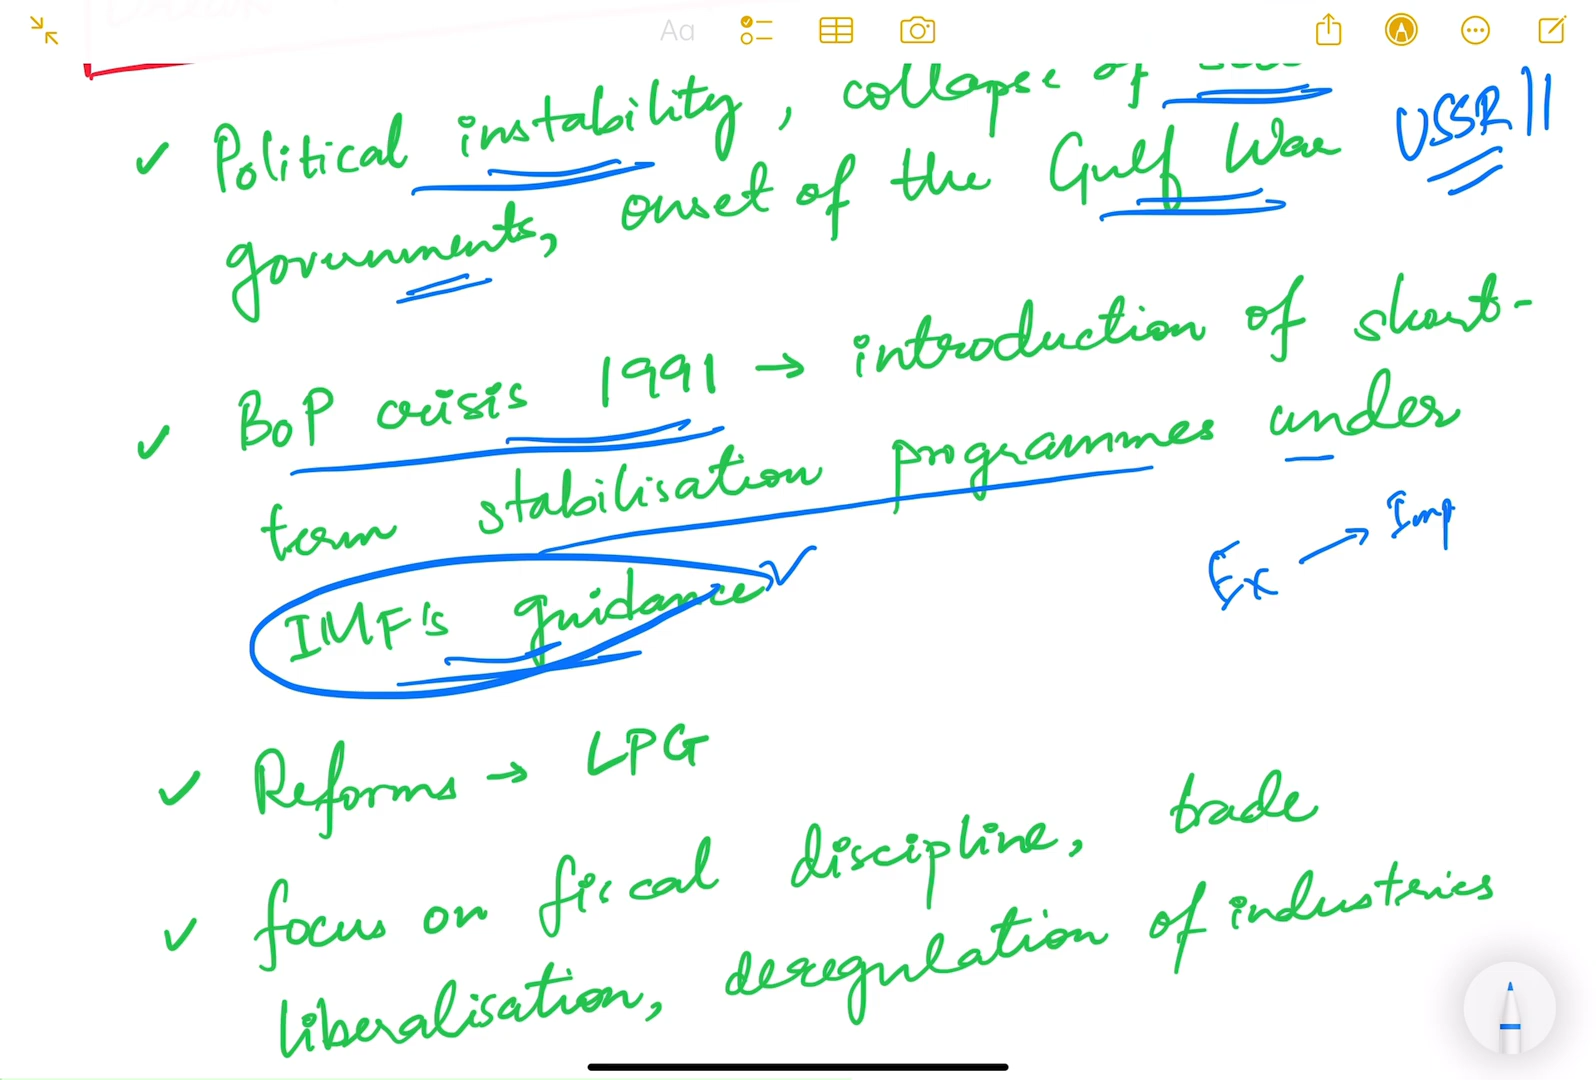 Aa
Political instability, collapse of
USSR
governments, onset of the Gulf War
BoP crisis 1991 → introduction of short-
term stabilisation programmes under
Ex → Imp
IMF's guidance
Reforms → LPG
focus on fiscal discipline, trade
liberalisation, deregulation of industries